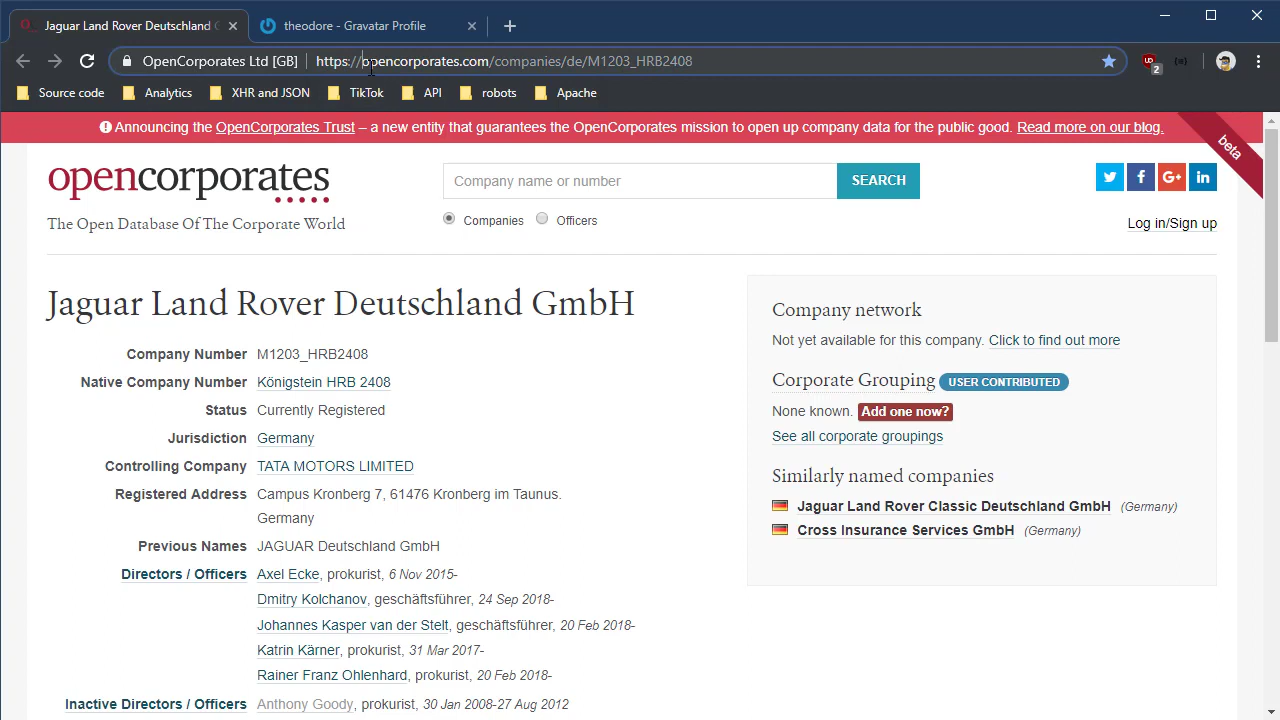 Jaguar Land Rover Deutschland G
theodore - Gravatar Profile
OpenCorporates Ltd [GB] https://opencorporates.com/companies/de/M1203_HRB2408
2
Source code Analytics XHR and JSON TikTok API robots Apache
Announcing the OpenCorporates Trust – a new entity that guarantees the OpenCorporates mission to open up company data for the public good. Read more on our blog.
beta
opencorporates
The Open Database Of The Corporate World
Company name or number SEARCH
Companies Officers
Log in/Sign up
Jaguar Land Rover Deutschland GmbH
Company Number M1203_HRB2408
Native Company Number Königstein HRB 2408
Status Currently Registered
Jurisdiction Germany
Controlling Company TATA MOTORS LIMITED
Registered Address Campus Kronberg 7, 61476 Kronberg im Taunus.
Germany
Previous Names JAGUAR Deutschland GmbH
Directors / Officers Axel Ecke, prokurist, 6 Nov 2015-
Dmitry Kolchanov, geschäftsführer, 24 Sep 2018-
Johannes Kasper van der Stelt, geschäftsführer, 20 Feb 2018-
Katrin Kärner, prokurist, 31 Mar 2017-
Rainer Franz Ohlenhard, prokurist, 20 Feb 2018-
Inactive Directors / Officers Anthony Goody, prokurist, 30 Jan 2008-27 Aug 2012
Company network
Not yet available for this company. Click to find out more
Corporate Grouping USER CONTRIBUTED
None known. Add one now?
See all corporate groupings
Similarly named companies
Jaguar Land Rover Classic Deutschland GmbH (Germany)
Cross Insurance Services GmbH (Germany)